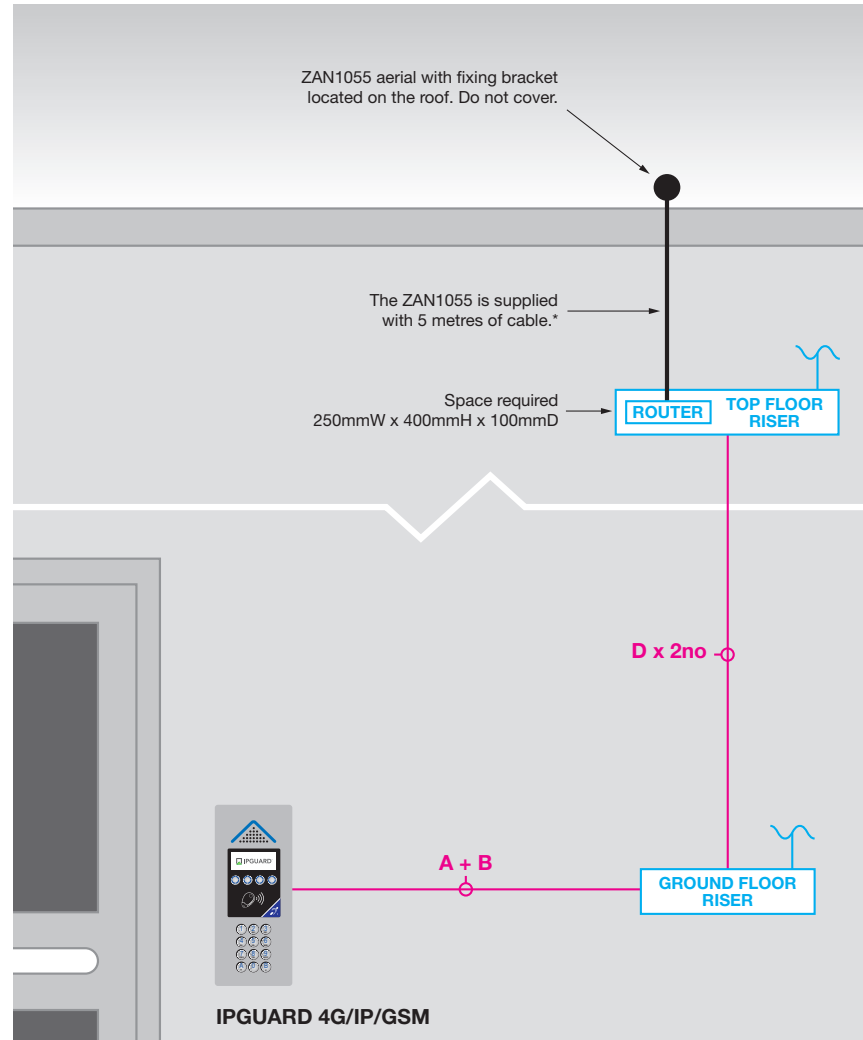 ZAN1055 aerial with fixing bracket
located on the roof. Do not cover.
The ZAN1055 is supplied
with 5 metres of cable.*
Space required
250mmW x 400mmH x 100mmD
ROUTER
TOP FLOOR
RISER
D x 2no
A + B
GROUND FLOOR
RISER
IPGUARD
IPGUARD 4G/IP/GSM